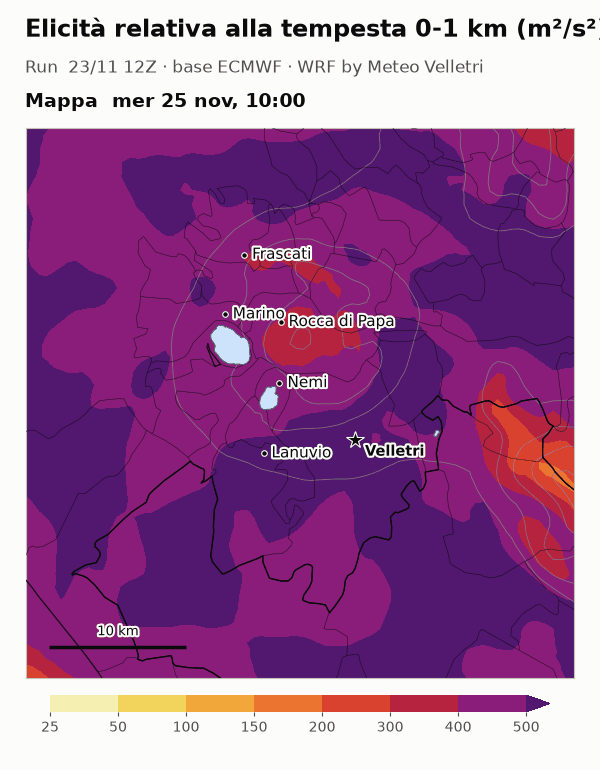 Elicità relativa alla tempesta 0-1 km (m²/s²)
Run  23/11 12Z · base ECMWF · WRF by Meteo Velletri
Mappa  mer 25 nov, 10:00
Frascati
Marino
Rocca di Papa
Nemi
Lanuvio
Velletri
10 km
25 50 100 150 200 300 400 500